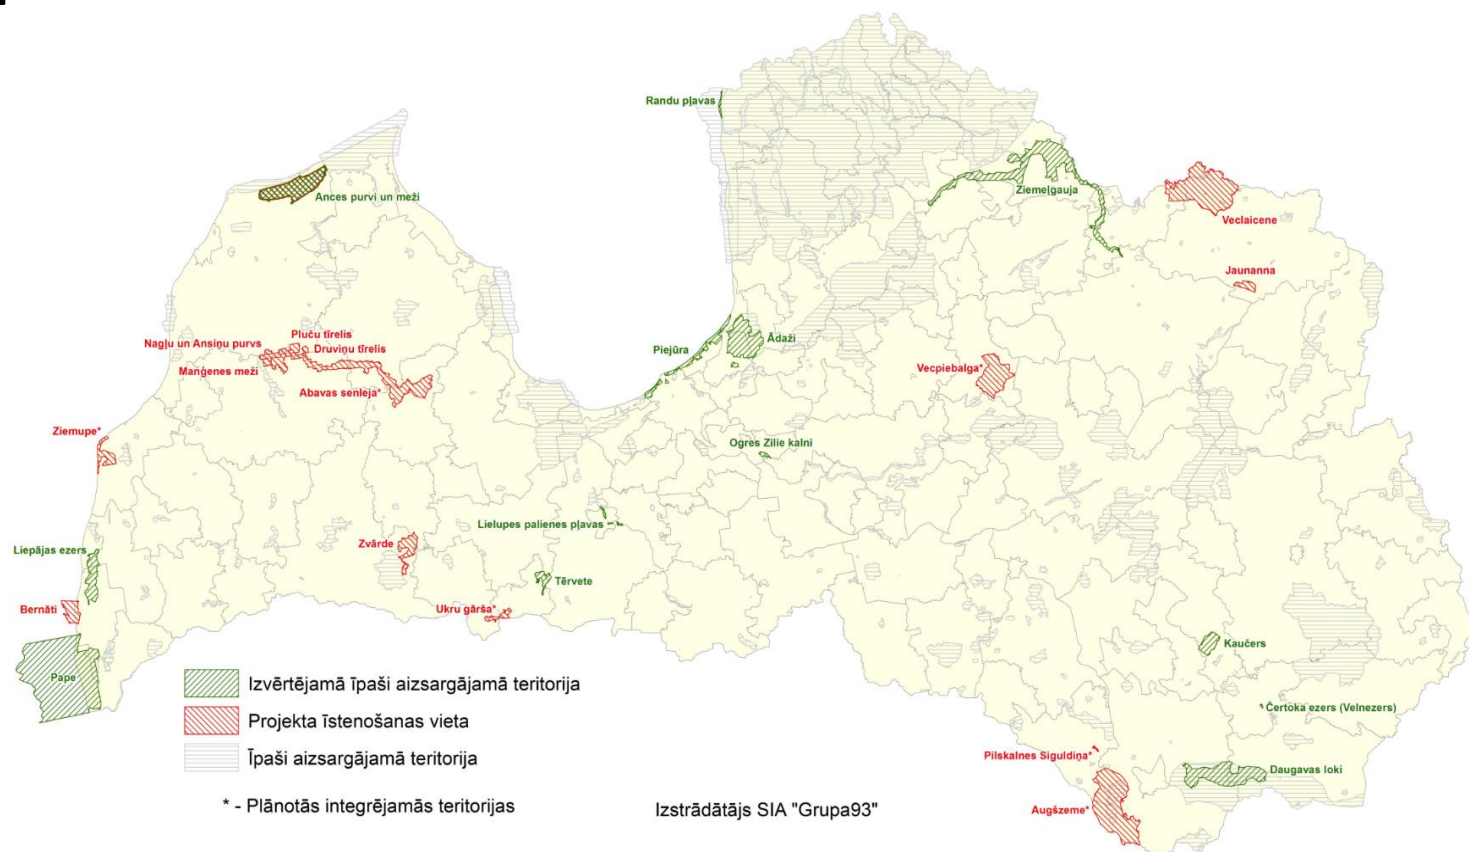 Randu pļavas
Ances purvi un meži
Ziemeļgauja
Veclaicene
Jaunanna
Pluču tīrelis
Nagļu un Ansiņu purvs
Druviņu tīrelis
Manģenes meži
Abavas senleja*
Piejūra
Ādaži
Vecpiebalga*
Ziemupe*
Ogres Zilie kalni
Lielupes palienes pļavas
Zvārde
Liepājas ezers
Tērvete
Bernāti
Ukru gārša*
Kaučers
Pape
Čertoka ezers (Velnezers)
Pilskalnes Siguldiņa*
Daugavas loki
Augšzeme*
Izvērtējamā īpaši aizsargājamā teritorija
Projekta īstenošanas vieta
Īpaši aizsargājamā teritorija
* - Plānotās integrējamās teritorijas
Izstrādātājs SIA "Grupa93"